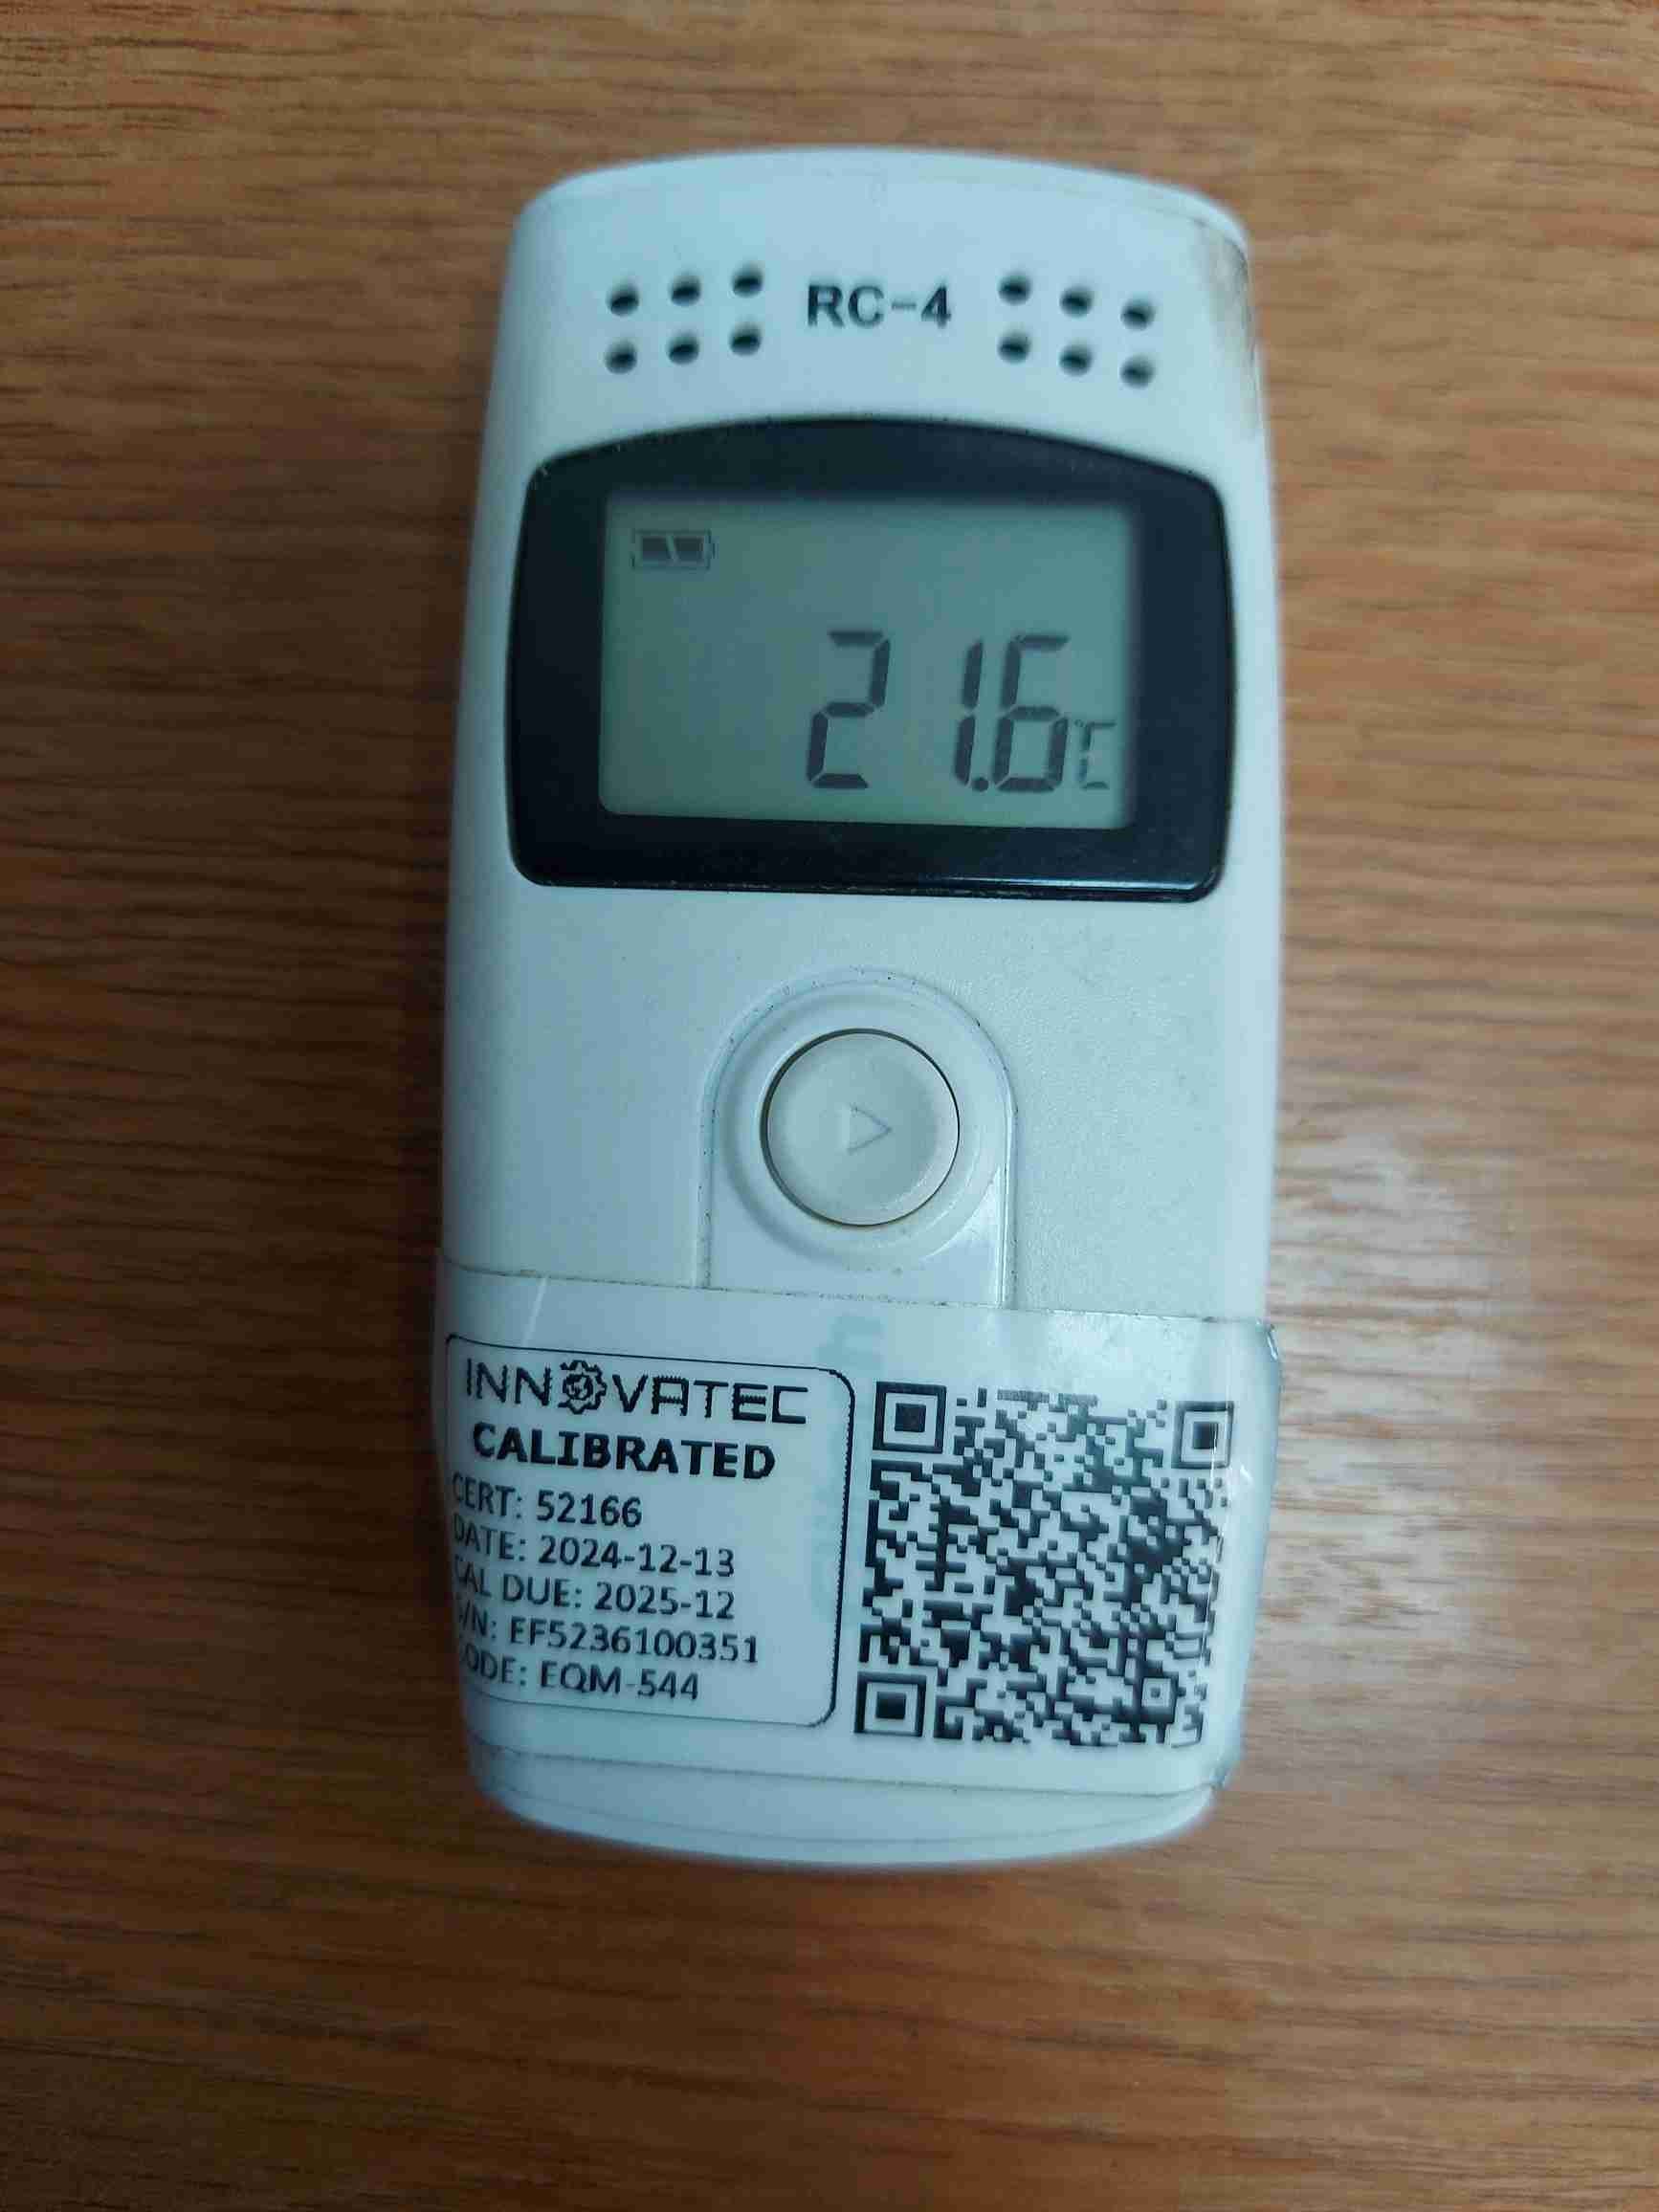 RC-4
21.6°C
INNOVATEC
CALIBRATED
CERT: 52166
DATE: 2024-12-13
CAL DUE: 2025-12
S/N: EF5236100351
CODE: EQM-544